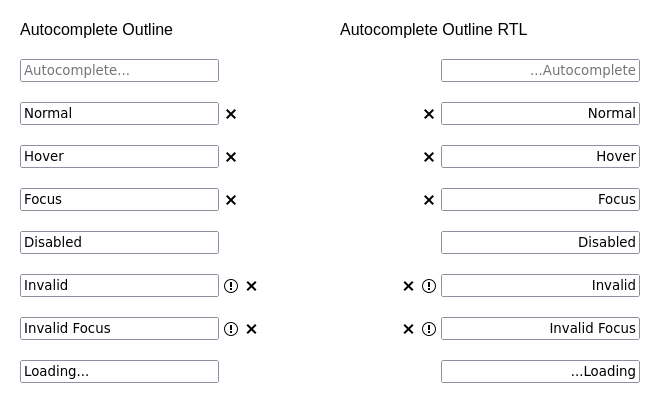 Autocomplete Outline
Autocomplete...
Normal
Hover
Focus
Disabled
Invalid
Invalid Focus
Loading...
Autocomplete Outline RTL
...Autocomplete
Normal
Hover
Focus
Disabled
Invalid
Invalid Focus
...Loading